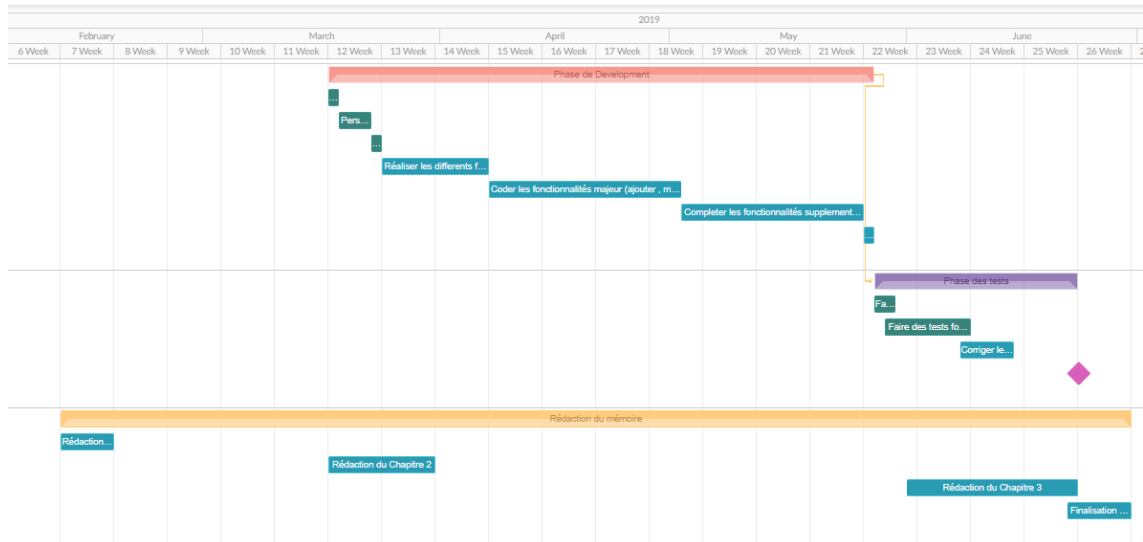 2019
February March April May June
6 Week 7 Week 8 Week 9 Week 10 Week 11 Week 12 Week 13 Week 14 Week 15 Week 16 Week 17 Week 18 Week 19 Week 20 Week 21 Week 22 Week 23 Week 24 Week 25 Week 26 Week 2
Phase de Development
...
Pers...
...
Réaliser les differents f...
Coder les fonctionnalités majeur (ajouter , m...
Completer les fonctionnalités supplement...
...
Phase des tests
Fa...
Faire des tests fo...
Corriger le...
Rédaction du mémoire
Rédaction...
Rédaction du Chapitre 2
Rédaction du Chapitre 3
Finalisation ...